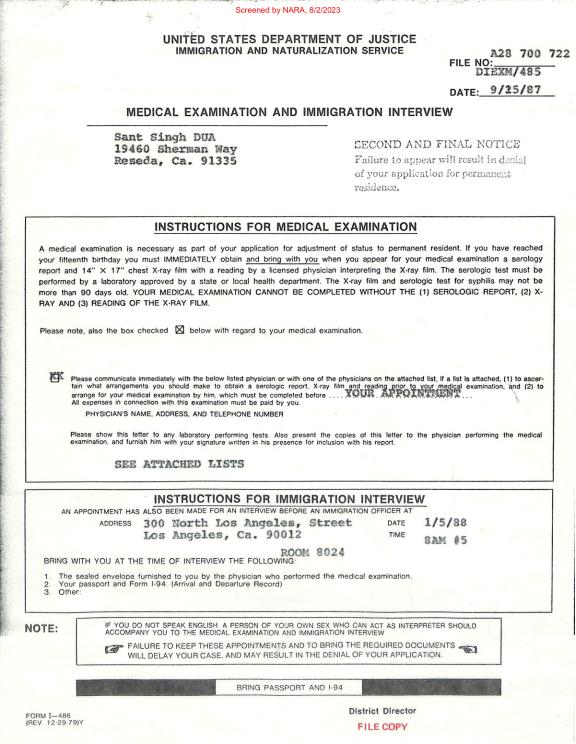 Screened by NARA, 8/2/2023
UNITED STATES DEPARTMENT OF JUSTICE
IMMIGRATION AND NATURALIZATION SERVICE
A28 700 722
FILE NO:
DIEXM/485
DATE: 9/25/87
MEDICAL EXAMINATION AND IMMIGRATION INTERVIEW
Sant Singh DUA
19460 Sherman Way
Reseda, Ca. 91335
SECOND AND FINAL NOTICE
Failure to appear will result in denial
of your application for permanent
residence.
INSTRUCTIONS FOR MEDICAL EXAMINATION
A medical examination is necessary as part of your application for adjustment of status to permanent resident. If you have reached
your fifteenth birthday you must IMMEDIATELY obtain and bring with you when you appear for your medical examination a serology
report and 14" X 17" chest X-ray film with a reading by a licensed physician interpreting the X-ray film. The serologic test must be
performed by a laboratory approved by a state or local health department. The X-ray film and serologic test for syphilis may not be
more than 90 days old. YOUR MEDICAL EXAMINATION CANNOT BE COMPLETED WITHOUT THE (1) SEROLOGIC REPORT, (2) X-
RAY AND (3) READING OF THE X-RAY FILM.
Please note, also the box checked ☒ below with regard to your medical examination.
Please communicate immediately with the below listed physician or with one of the physicians on the attached list, if a list is attached, (1) to ascer-
tain what arrangements you should make to obtain a serologic report, X-ray film and reading prior to your medical examination, and (2) to
arrange for your medical examination by him, which must be completed before .... YOUR APPOINTMENT ...
All expenses in connection with this examination must be paid by you.
PHYSICIAN'S NAME, ADDRESS, AND TELEPHONE NUMBER
Please show this letter to any laboratory performing tests. Also present the copies of this letter to the physician performing the medical
examination, and furnish him with your signature written in his presence for inclusion with his report.
SEE ATTACHED LISTS
INSTRUCTIONS FOR IMMIGRATION INTERVIEW
AN APPOINTMENT HAS ALSO BEEN MADE FOR AN INTERVIEW BEFORE AN IMMIGRATION OFFICER AT
ADDRESS 300 North Los Angeles, Street DATE 1/5/88
Los Angeles, Ca. 90012 TIME 8AM #5
ROOM 8024
BRING WITH YOU AT THE TIME OF INTERVIEW THE FOLLOWING:
1. The sealed envelope furnished to you by the physician who performed the medical examination.
2. Your passport and Form I-94. (Arrival and Departure Record)
3. Other:
NOTE:
IF YOU DO NOT SPEAK ENGLISH. A PERSON OF YOUR OWN SEX WHO CAN ACT AS INTERPRETER SHOULD
ACCOMPANY YOU TO THE MEDICAL EXAMINATION AND IMMIGRATION INTERVIEW
FAILURE TO KEEP THESE APPOINTMENTS AND TO BRING THE REQUIRED DOCUMENTS
WILL DELAY YOUR CASE, AND MAY RESULT IN THE DENIAL OF YOUR APPLICATION.
BRING PASSPORT AND I-94
FORM I—486
(REV. 12-29-79)Y
District Director
FILE COPY